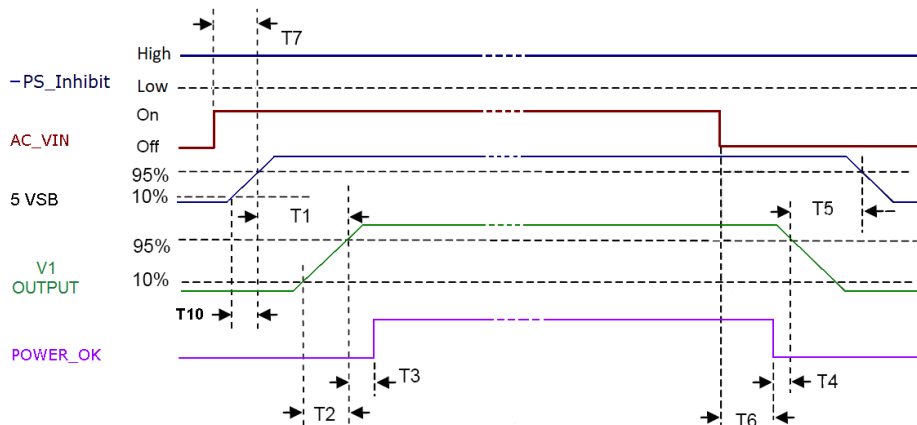 T7
High
−PS_Inhibit
Low
On
AC_VIN
Off
95%
5 VSB
10%
T1
T5
95%
V1
OUTPUT
10%
T10
POWER_OK
T3
T4
T2
T6